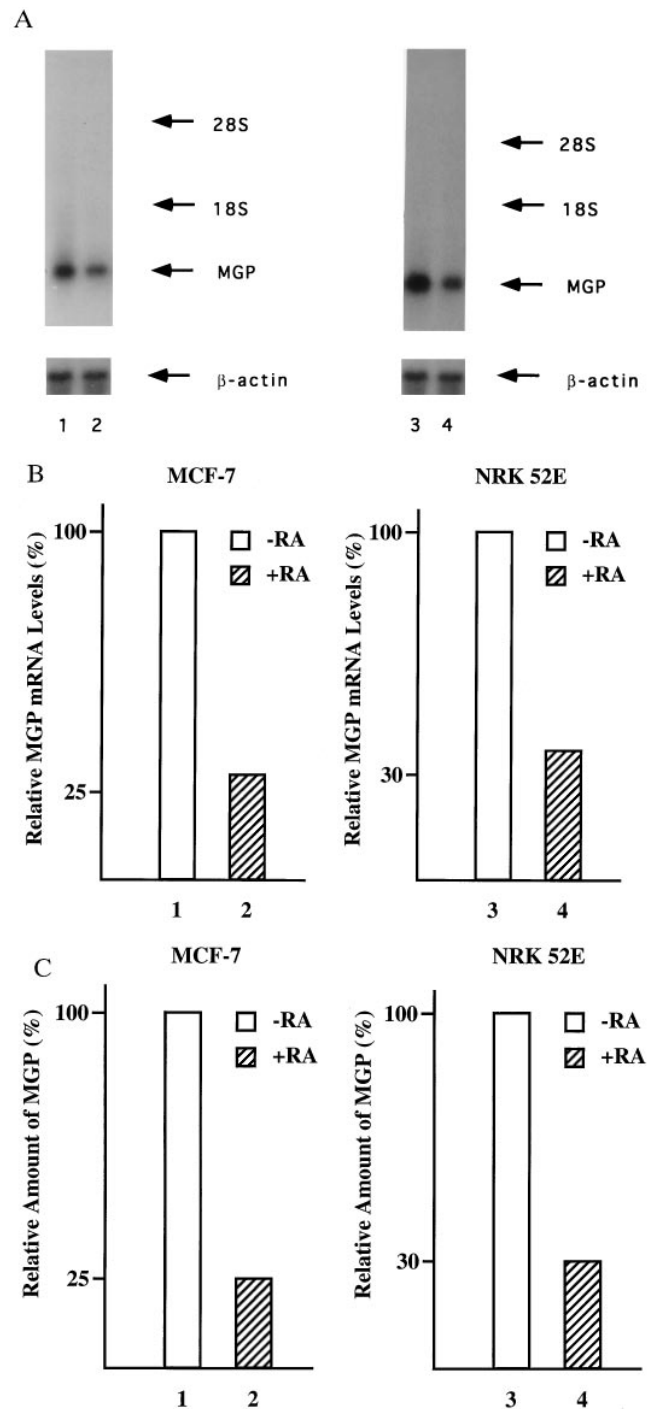 A
28S
18S
MGP
β-actin
1 2
28S
18S
MGP
β-actin
3 4
B
MCF-7
Relative MGP mRNA Levels (%)
100
25
-RA
+RA
1 2
NRK 52E
Relative MGP mRNA Levels (%)
100
30
-RA
+RA
3 4
C
MCF-7
Relative Amount of MGP (%)
100
25
-RA
+RA
1 2
NRK 52E
Relative Amount of MGP (%)
100
30
-RA
+RA
3 4